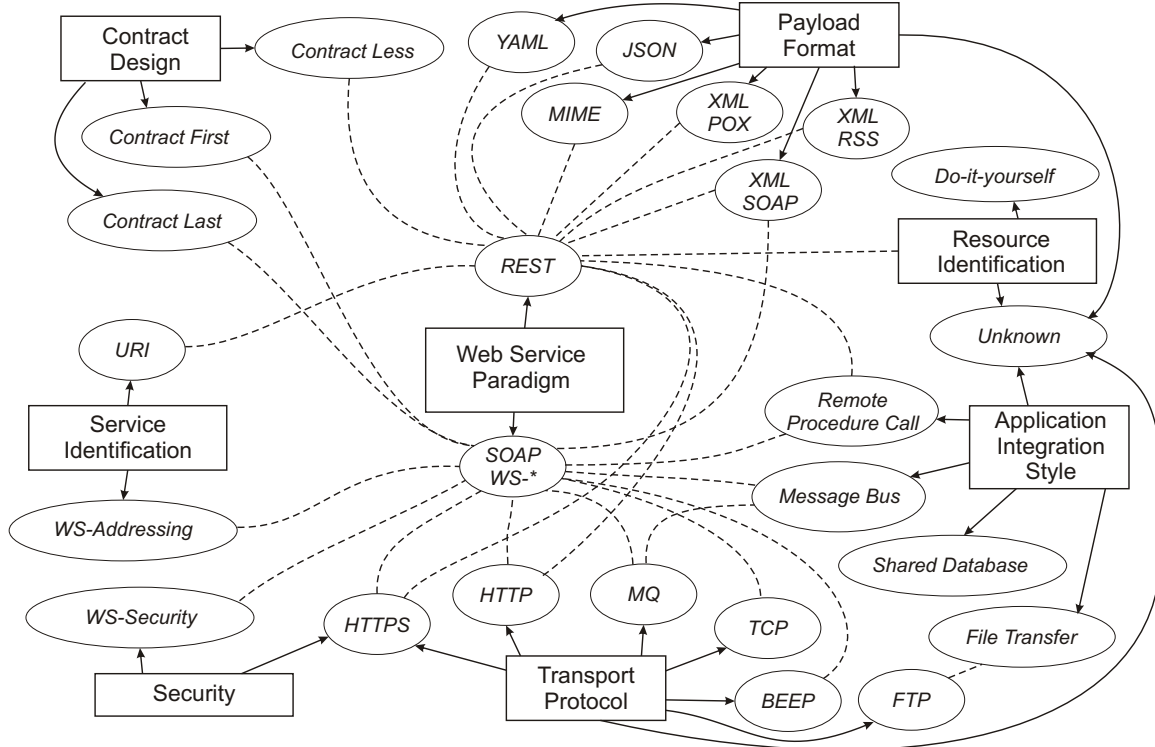 Contract
Design
Contract Less
YAML
JSON
Payload
Format
MIME
XML
POX
XML
RSS
Contract First
Do-it-yourself
XML
SOAP
Contract Last
REST
Resource
Identification
URI
Web Service
Paradigm
Unknown
Service
Identification
Remote
Procedure Call
Application
Integration
Style
SOAP
WS-*
Message Bus
WS-Addressing
Shared Database
WS-Security
HTTPS
HTTP
MQ
TCP
File Transfer
Security
Transport
Protocol
BEEP
FTP